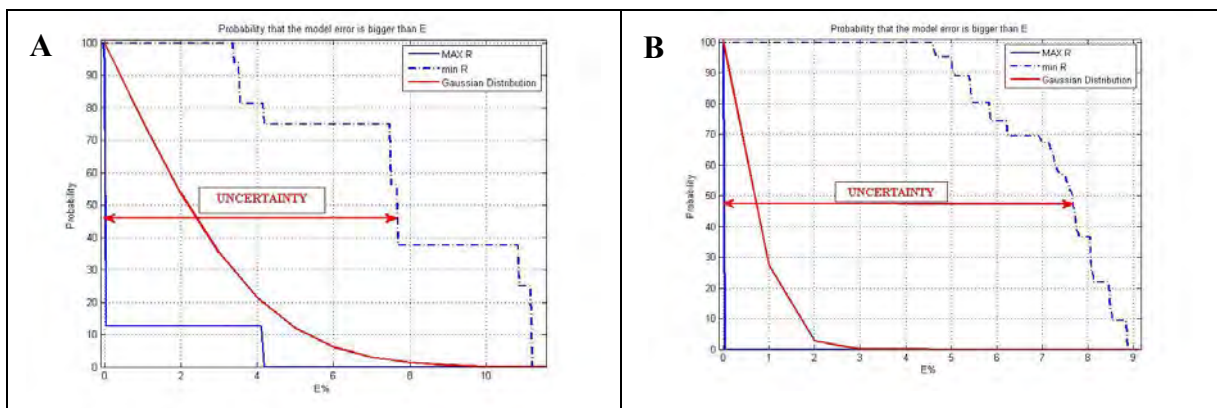 A
Probability that the model error is bigger than E
MAX R
min R
Gaussian Distribution
UNCERTAINTY
Probability
100
90
80
70
60
50
40
30
20
10
0
0 2 4 6 8 10
E%
B
Probability that the model error is bigger than E
MAX R
min R
Gaussian Distribution
UNCERTAINTY
Probability
100
90
80
70
60
50
40
30
20
10
0
0 1 2 3 4 5 6 7 8 9
E%